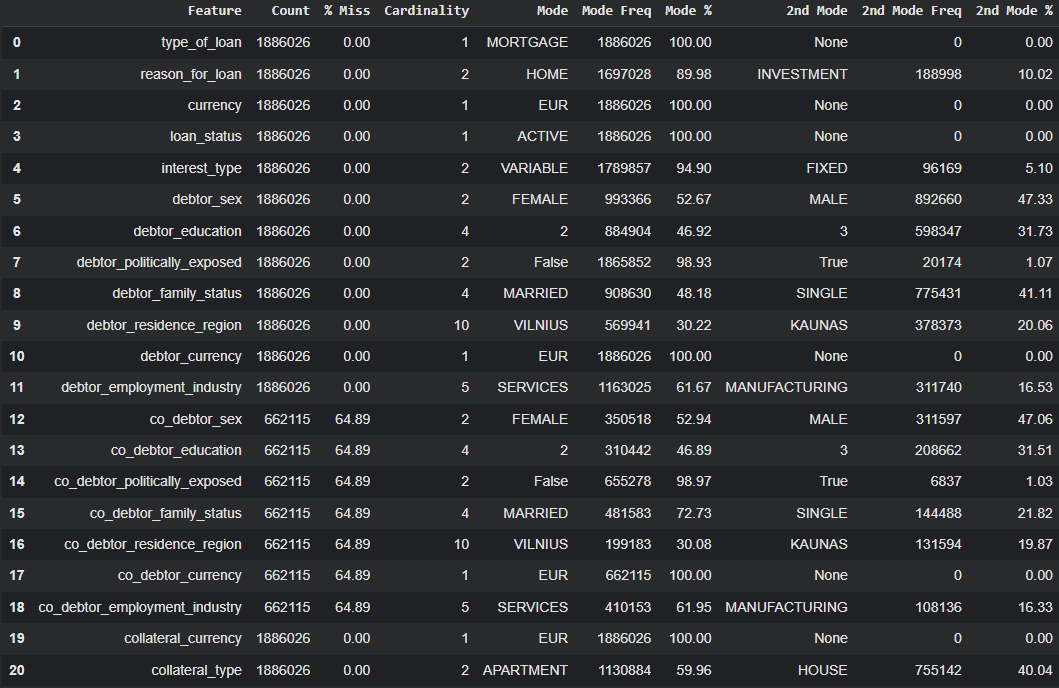 Feature Count % Miss Cardinality Mode Mode Freq Mode % 2nd Mode 2nd Mode Freq 2nd Mode %
0 type_of_loan 1886026 0.00 1 MORTGAGE 1886026 100.00 None 0 0.00
1 reason_for_loan 1886026 0.00 2 HOME 1697028 89.98 INVESTMENT 188998 10.02
2 currency 1886026 0.00 1 EUR 1886026 100.00 None 0 0.00
3 loan_status 1886026 0.00 1 ACTIVE 1886026 100.00 None 0 0.00
4 interest_type 1886026 0.00 2 VARIABLE 1789857 94.90 FIXED 96169 5.10
5 debtor_sex 1886026 0.00 2 FEMALE 993366 52.67 MALE 892660 47.33
6 debtor_education 1886026 0.00 4 2 884904 46.92 3 598347 31.73
7 debtor_politically_exposed 1886026 0.00 2 False 1865852 98.93 True 20174 1.07
8 debtor_family_status 1886026 0.00 4 MARRIED 908630 48.18 SINGLE 775431 41.11
9 debtor_residence_region 1886026 0.00 10 VILNIUS 569941 30.22 KAUNAS 378373 20.06
10 debtor_currency 1886026 0.00 1 EUR 1886026 100.00 None 0 0.00
11 debtor_employment_industry 1886026 0.00 5 SERVICES 1163025 61.67 MANUFACTURING 311740 16.53
12 co_debtor_sex 662115 64.89 2 FEMALE 350518 52.94 MALE 311597 47.06
13 co_debtor_education 662115 64.89 4 2 310442 46.89 3 208662 31.51
14 co_debtor_politically_exposed 662115 64.89 2 False 655278 98.97 True 6837 1.03
15 co_debtor_family_status 662115 64.89 4 MARRIED 481583 72.73 SINGLE 144488 21.82
16 co_debtor_residence_region 662115 64.89 10 VILNIUS 199183 30.08 KAUNAS 131594 19.87
17 co_debtor_currency 662115 64.89 1 EUR 662115 100.00 None 0 0.00
18 co_debtor_employment_industry 662115 64.89 5 SERVICES 410153 61.95 MANUFACTURING 108136 16.33
19 collateral_currency 1886026 0.00 1 EUR 1886026 100.00 None 0 0.00
20 collateral_type 1886026 0.00 2 APARTMENT 1130884 59.96 HOUSE 755142 40.04